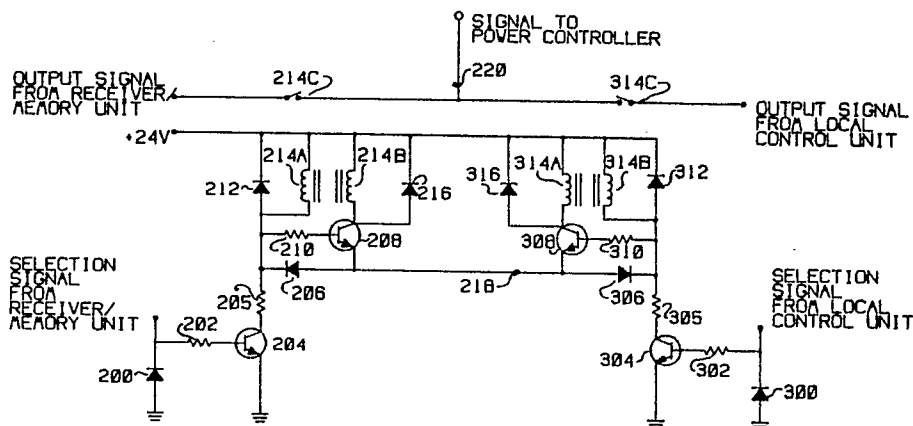 SIGNAL TO
POWER CONTROLLER
220
214C
314C
OUTPUT SIGNAL
FROM RECEIVER/
MEMORY UNIT
OUTPUT SIGNAL
FROM LOCAL
CONTROL UNIT
+24V
214A
214B
314A
314B
212
216
316
312
210
208
308
310
SELECTION
SIGNAL
FROM
RECEIVER/
MEMORY UNIT
206
218
306
SELECTION
SIGNAL
FROM LOCAL
CONTROL UNIT
205
305
202
204
304
302
200
300